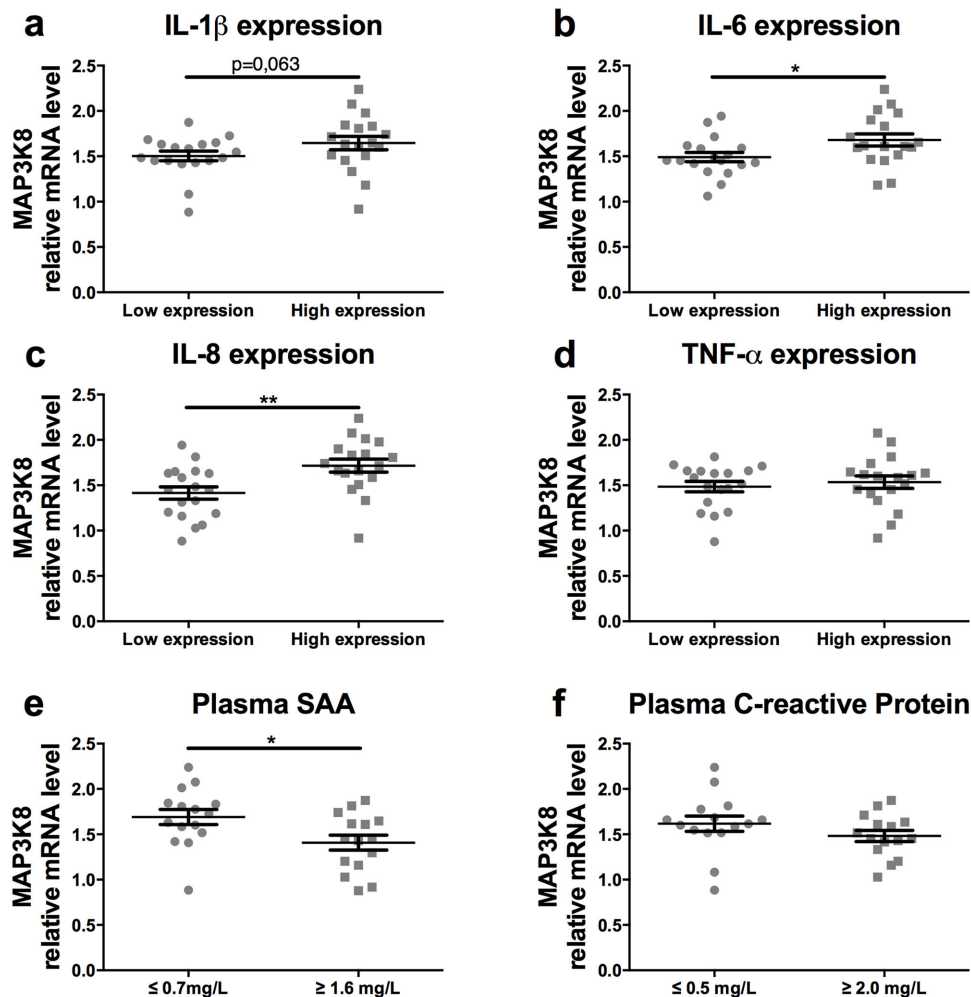 a IL-1β expression
p=0,063
MAP3K8
relative mRNA level
2.5
2.0
1.5
1.0
0.5
0.0
Low expression High expression
b IL-6 expression
*
MAP3K8
relative mRNA level
2.5
2.0
1.5
1.0
0.5
0.0
Low expression High expression
c IL-8 expression
**
MAP3K8
relative mRNA level
2.5
2.0
1.5
1.0
0.5
0.0
Low expression High expression
d TNF-α expression
MAP3K8
relative mRNA level
2.5
2.0
1.5
1.0
0.5
0.0
Low expression High expression
e Plasma SAA
*
MAP3K8
relative mRNA level
2.5
2.0
1.5
1.0
0.5
0.0
≤ 0.7mg/L ≥ 1.6 mg/L
f Plasma C-reactive Protein
MAP3K8
relative mRNA level
2.5
2.0
1.5
1.0
0.5
0.0
≤ 0.5 mg/L ≥ 2.0 mg/L